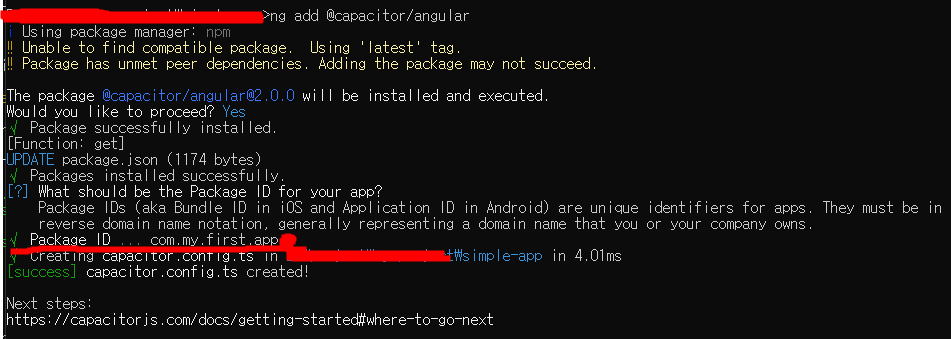 >ng add @capacitor/angular
i Using package manager: npm
‼ Unable to find compatible package.  Using 'latest' tag.
‼ Package has unmet peer dependencies. Adding the package may not succeed.
The package @capacitor/angular@2.0.0 will be installed and executed.
Would you like to proceed? Yes
√ Package successfully installed.
[Function: get]
UPDATE package.json (1174 bytes)
√ Packages installed successfully.
[?] What should be the Package ID for your app?
Package IDs (aka Bundle ID in iOS and Application ID in Android) are unique identifiers for apps. They must be in
reverse domain name notation, generally representing a domain name that you or your company owns.
√ Package ID ... com.my.first.app
√ Creating capacitor.config.ts in t₩simple-app in 4.01ms
[success] capacitor.config.ts created!
Next steps:
https://capacitorjs.com/docs/getting-started#where-to-go-next